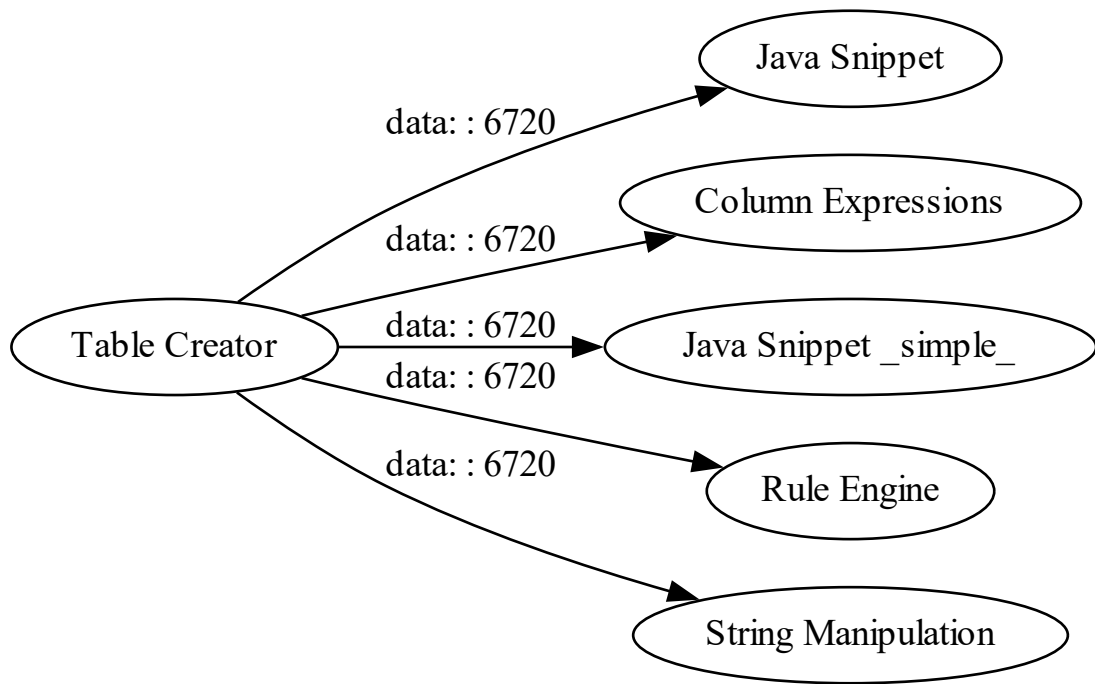 Java Snippet
data: : 6720
Column Expressions
data: : 6720
Table Creator
data: : 6720
Java Snippet _simple_
data: : 6720
Rule Engine
data: : 6720
String Manipulation